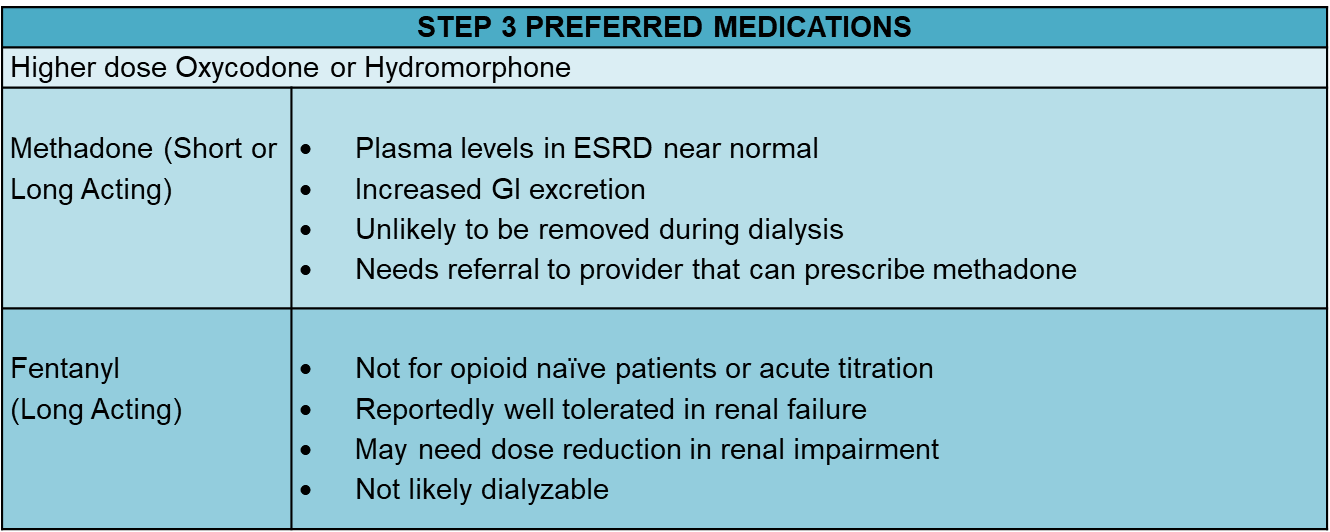 STEP 3 PREFERRED MEDICATIONS
Higher dose Oxycodone or Hydromorphone
Methadone (Short or
Long Acting)
• Plasma levels in ESRD near normal
• Increased GI excretion
• Unlikely to be removed during dialysis
• Needs referral to provider that can prescribe methadone
Fentanyl
(Long Acting)
• Not for opioid naïve patients or acute titration
• Reportedly well tolerated in renal failure
• May need dose reduction in renal impairment
• Not likely dialyzable